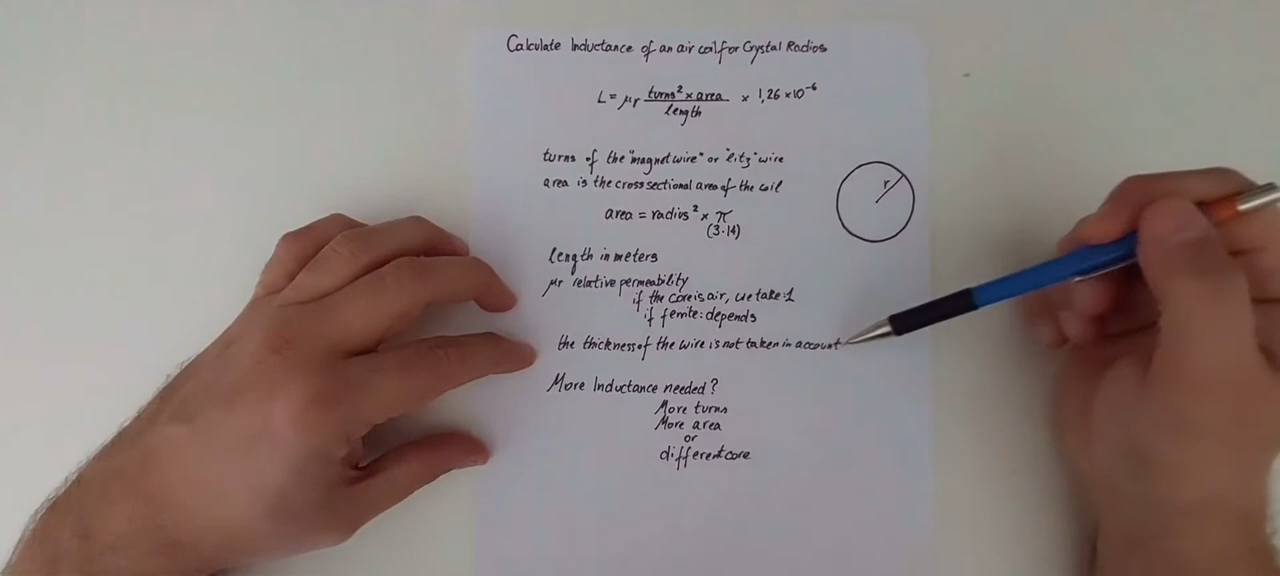 Calculate Inductance of an air coil for Crystal Radios
L = μr turns² × area / length × 1,26 × 10⁻⁶
turns of the "magnet wire" or "litz" wire
area is the cross sectional area of the coil
r
area = radius² × π
(3.14)
length in meters
μr relative permeability
if the core is air, we take: 1
if ferrite: depends
the thickness of the wire is not taken in account
More Inductance needed?
More turns
More area
or
different core